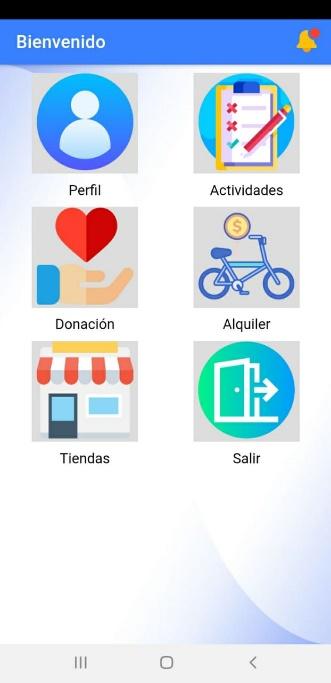 Bienvenido
Perfil
Actividades
Donación
Alquiler
Tiendas
Salir